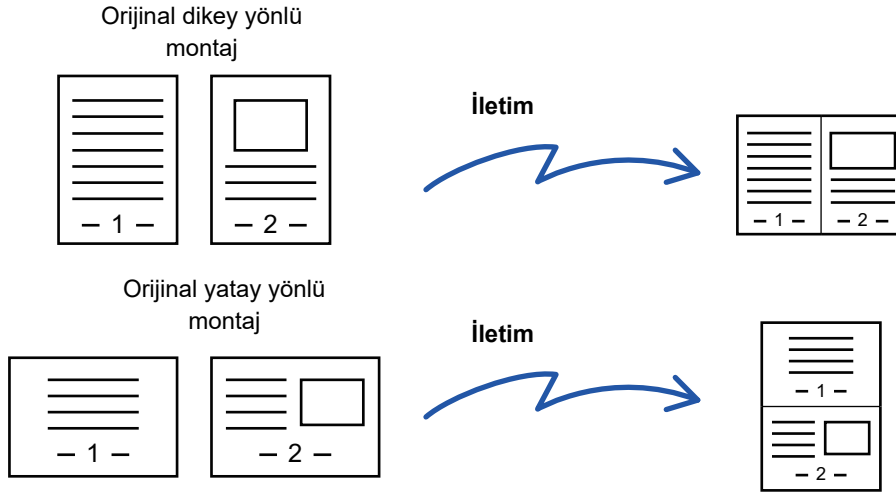 Orijinal dikey yönlü
montaj
İletim
– 1 –
– 2 –
– 1 –
– 2 –
Orijinal yatay yönlü
montaj
İletim
– 1 –
– 2 –
– 1 –
– 2 –